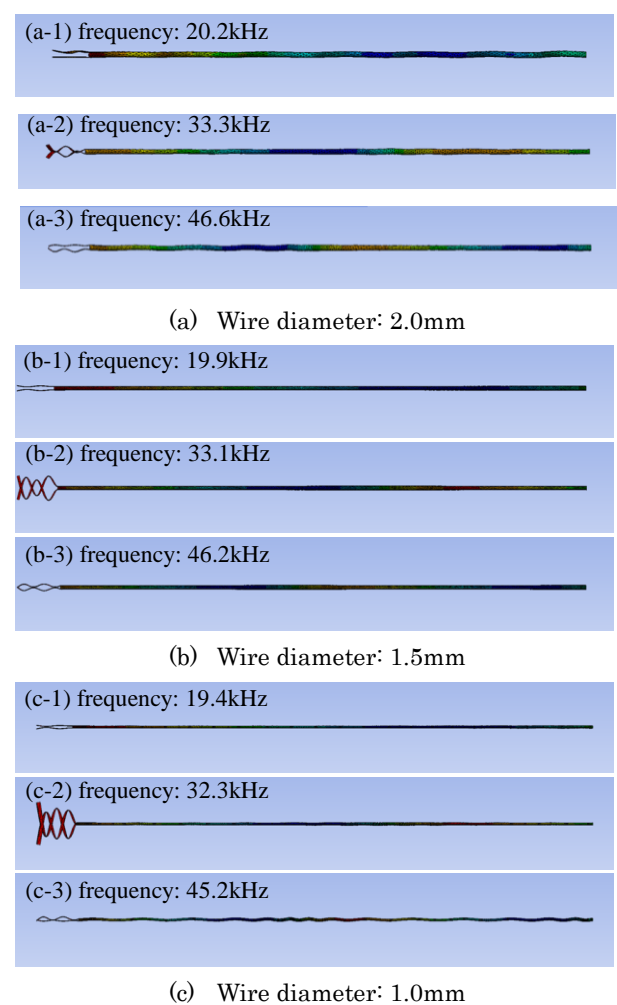 (a-1) frequency: 20.2kHz
(a-2) frequency: 33.3kHz
(a-3) frequency: 46.6kHz
(a) Wire diameter: 2.0mm
(b-1) frequency: 19.9kHz
(b-2) frequency: 33.1kHz
(b-3) frequency: 46.2kHz
(b) Wire diameter: 1.5mm
(c-1) frequency: 19.4kHz
(c-2) frequency: 32.3kHz
(c-3) frequency: 45.2kHz
(c) Wire diameter: 1.0mm